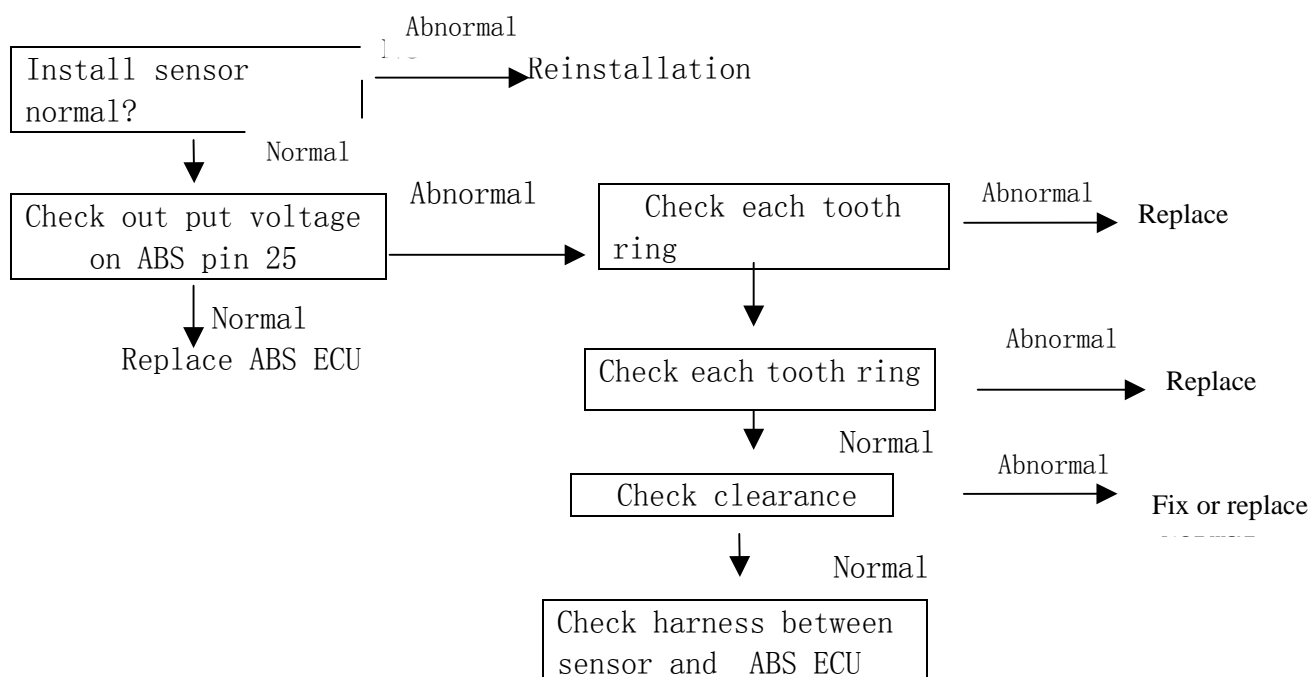 Abnormal
Install sensor
normal?
Reinstallation
Normal
Check out put voltage
on ABS pin 25
Abnormal
Check each tooth
ring
Abnormal
Replace
Normal
Replace ABS ECU
Check each tooth ring
Abnormal
Replace
Normal
Check clearance
Abnormal
Fix or replace
Normal
Check harness between
sensor and ABS ECU